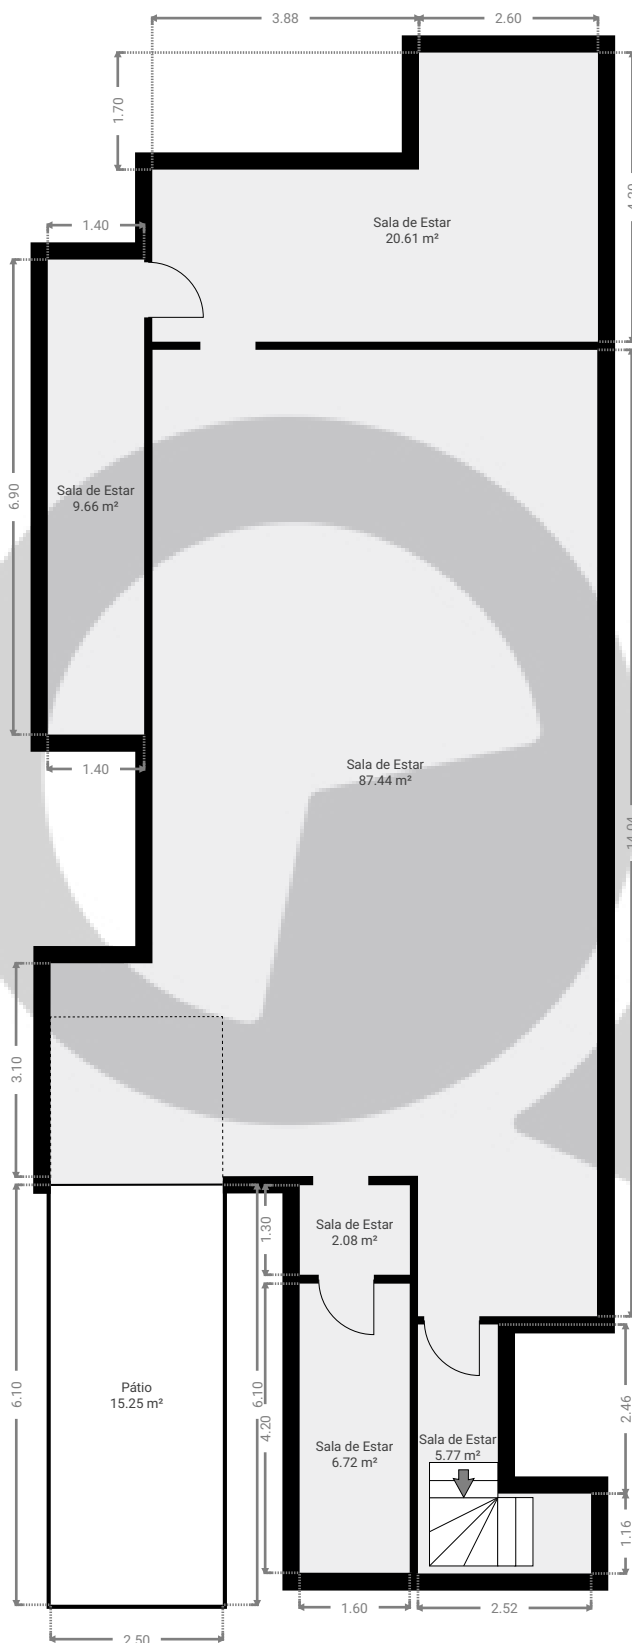 3.88
2.60
1.70
1.40
Sala de Estar
20.61 m²
6.90
Sala de Estar
9.66 m²
Sala de Estar
87.44 m²
1.40
3.10
Sala de Estar
2.08 m²
1.30
6.10
6.10
4.20
Pátio
15.25 m²
Sala de Estar
6.72 m²
Sala de Estar
5.77 m²
2.46
1.16
1.60
2.52
2.50